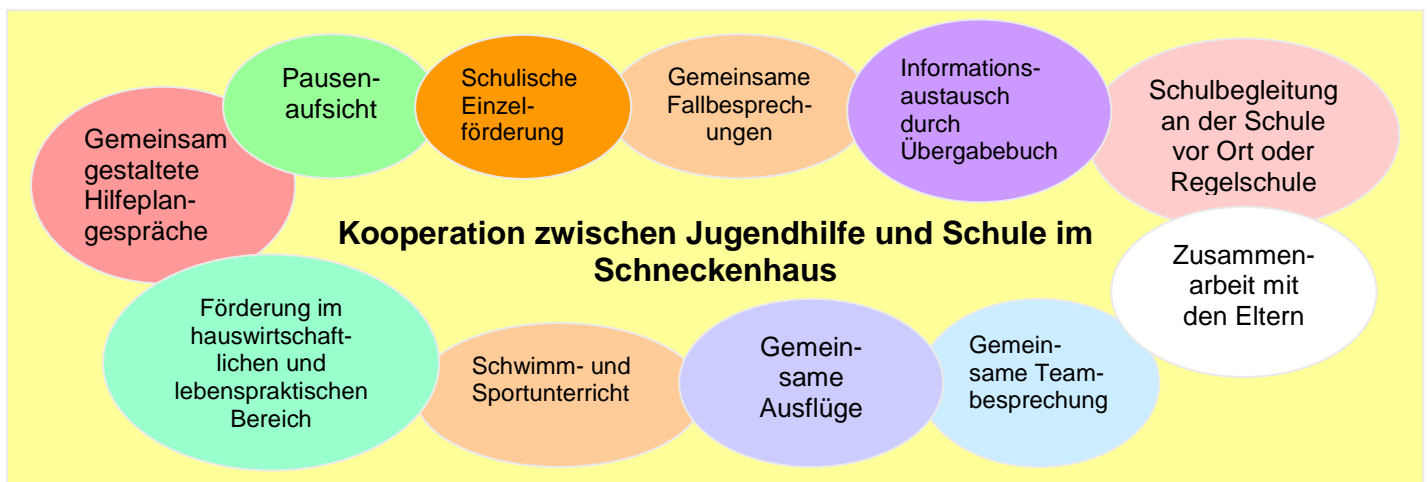 Gemeinsam
gestaltete
Hilfeplan-
gespräche
Pausen-
aufsicht
Schulische
Einzel-
förderung
Gemeinsame
Fallbesprech-
ungen
Informations-
austausch
durch
Übergabebuch
Schulbegleitung
an der Schule
vor Ort oder
Regelschule
Kooperation zwischen Jugendhilfe und Schule im
Schneckenhaus
Zusammen-
arbeit mit
den Eltern
Förderung im
hauswirtschaft-
lichen und
lebenspraktischen
Bereich
Schwimm- und
Sportunterricht
Gemein-
same
Ausflüge
Gemein-
same Team-
besprechung